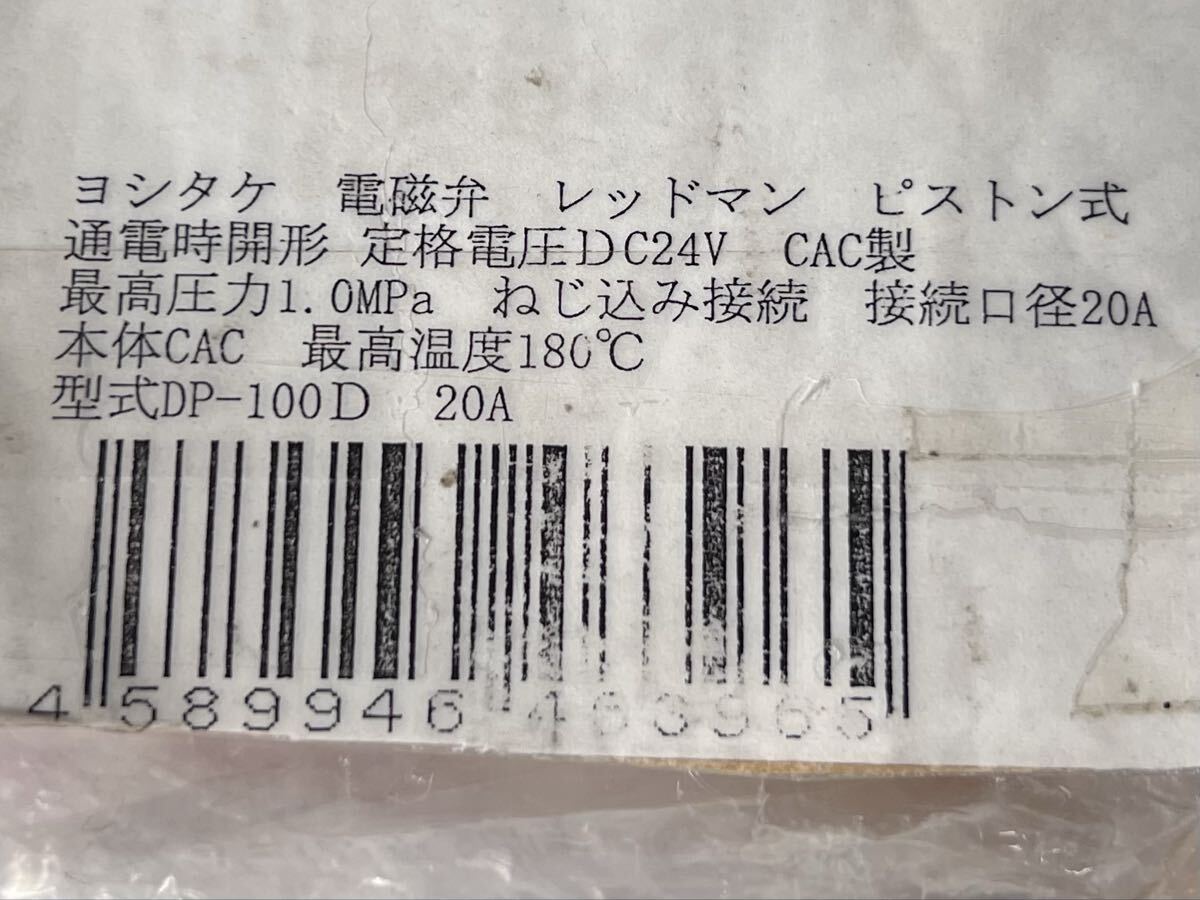 ヨシタケ　電磁弁　レッドマン　ピストン式
通電時開形 定格電圧DC24V　CAC製
最高圧力1.0MPa　ねじ込み接続　接続口径20A
本体CAC　最高温度180℃
型式DP-100D　20A
4 589946 463965